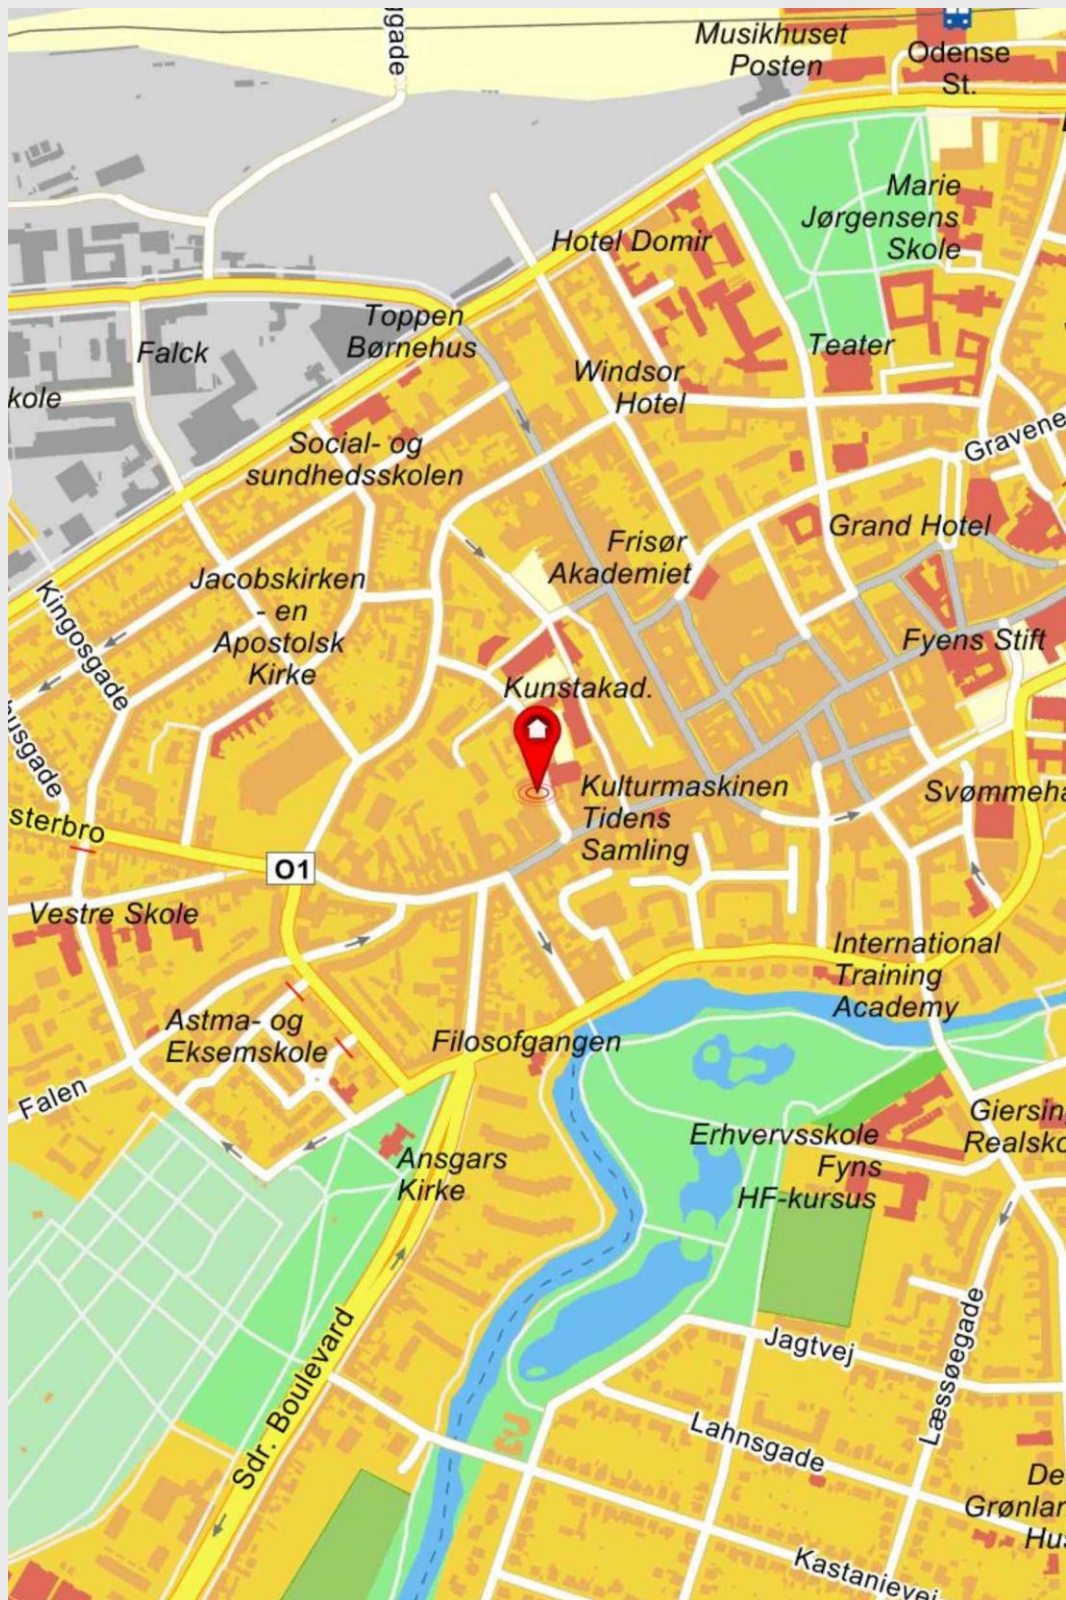 ggade
Musikhuset
Posten
Odense
St.
Marie
Jørgensens
Skole
Hotel Domir
Toppen
Børnehus
Falck
Teater
Windsor
Hotel
kole
Social- og
sundhedsskolen
Gravene
Grand Hotel
Frisør
Akademiet
Jacobskirken
- en
Apostolsk
Kirke
Kingosgade
Fyens Stift
Kunstakad.
husgade
Kulturmaskinen
Tidens
Samling
Svømmeha
sterbro
O1
Vestre Skole
International
Training
Academy
Astma- og
Eksemskole
Filosofgangen
Falen
Giersing
Realsko
Erhvervsskole
Fyns
HF-kursus
Ansgars
Kirke
Sdr. Boulevard
Jagtvej
Læssøegade
Lahnsgade
De
Grønlan
Hus
Kastanievej